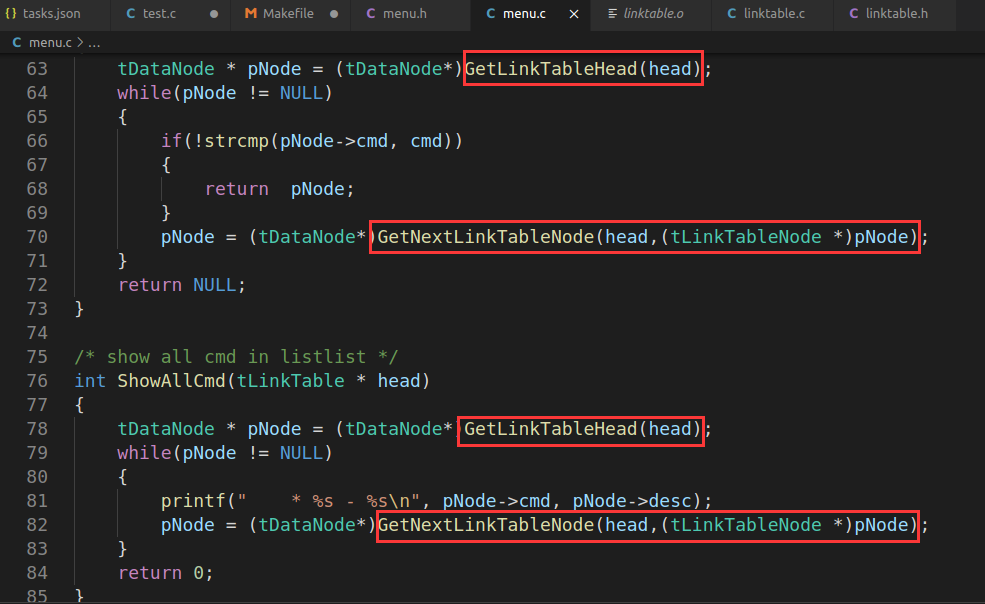 {} tasks.json C test.c ● M Makefile ● C menu.h C menu.c × linktable.o C linktable.c C linktable.h
C menu.c > ...
63 tDataNode * pNode = (tDataNode*)GetLinkTableHead(head);
64 while(pNode != NULL)
65 {
66 if(!strcmp(pNode->cmd, cmd))
67 {
68 return  pNode;
69 }
70 pNode = (tDataNode*)GetNextLinkTableNode(head,(tLinkTableNode *)pNode);
71 }
72 return NULL;
73 }
74
75 /* show all cmd in listlist */
76 int ShowAllCmd(tLinkTable * head)
77 {
78 tDataNode * pNode = (tDataNode*)GetLinkTableHead(head);
79 while(pNode != NULL)
80 {
81 printf("    * %s - %s\n", pNode->cmd, pNode->desc);
82 pNode = (tDataNode*)GetNextLinkTableNode(head,(tLinkTableNode *)pNode);
83 }
84 return 0;
85 }